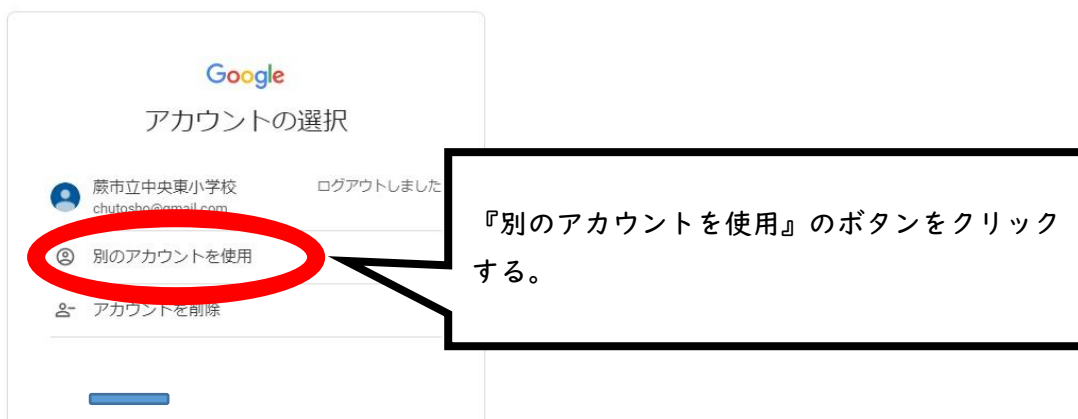 Google
アカウントの選択
蕨市立中央東小学校 ログアウトしました
chutosho@gmail.com
別のアカウントを使用
アカウントを削除
『別のアカウントを使用』のボタンをクリック
する。